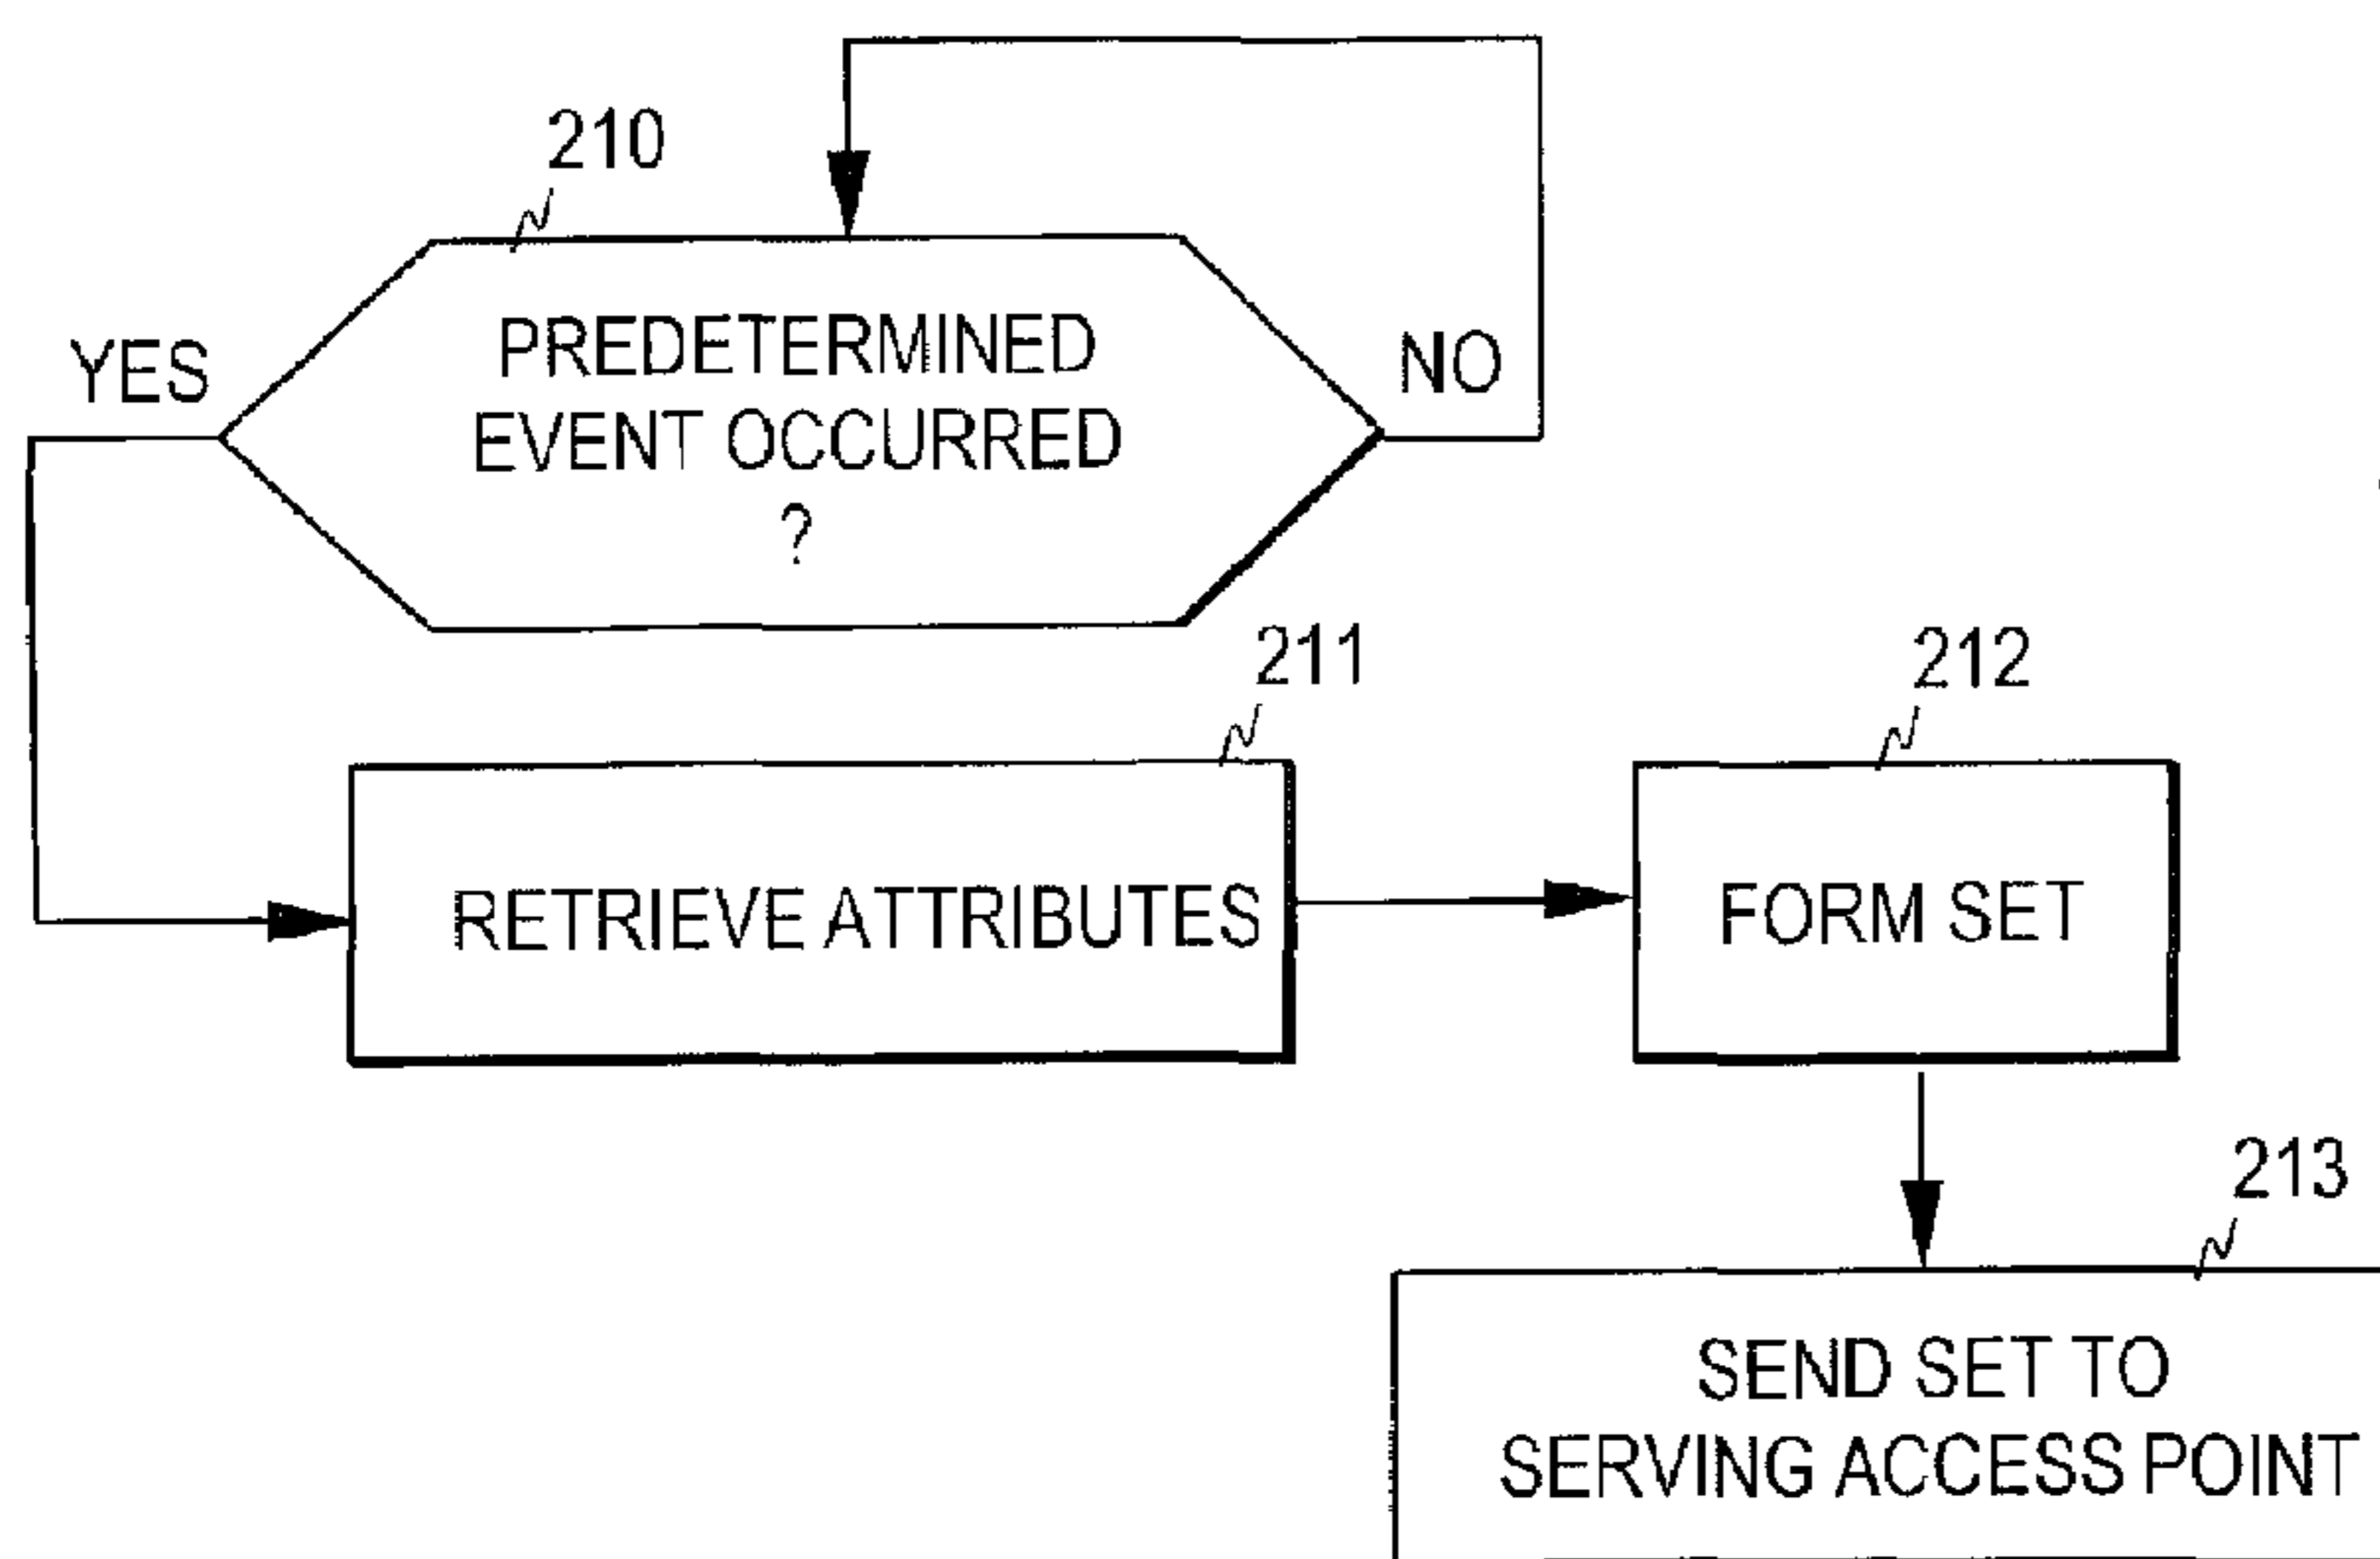 210
YES
PREDETERMINED
EVENT OCCURRED
?
NO
211
RETRIEVE ATTRIBUTES
212
FORM SET
213
SEND SET TO
SERVING ACCESS POINT